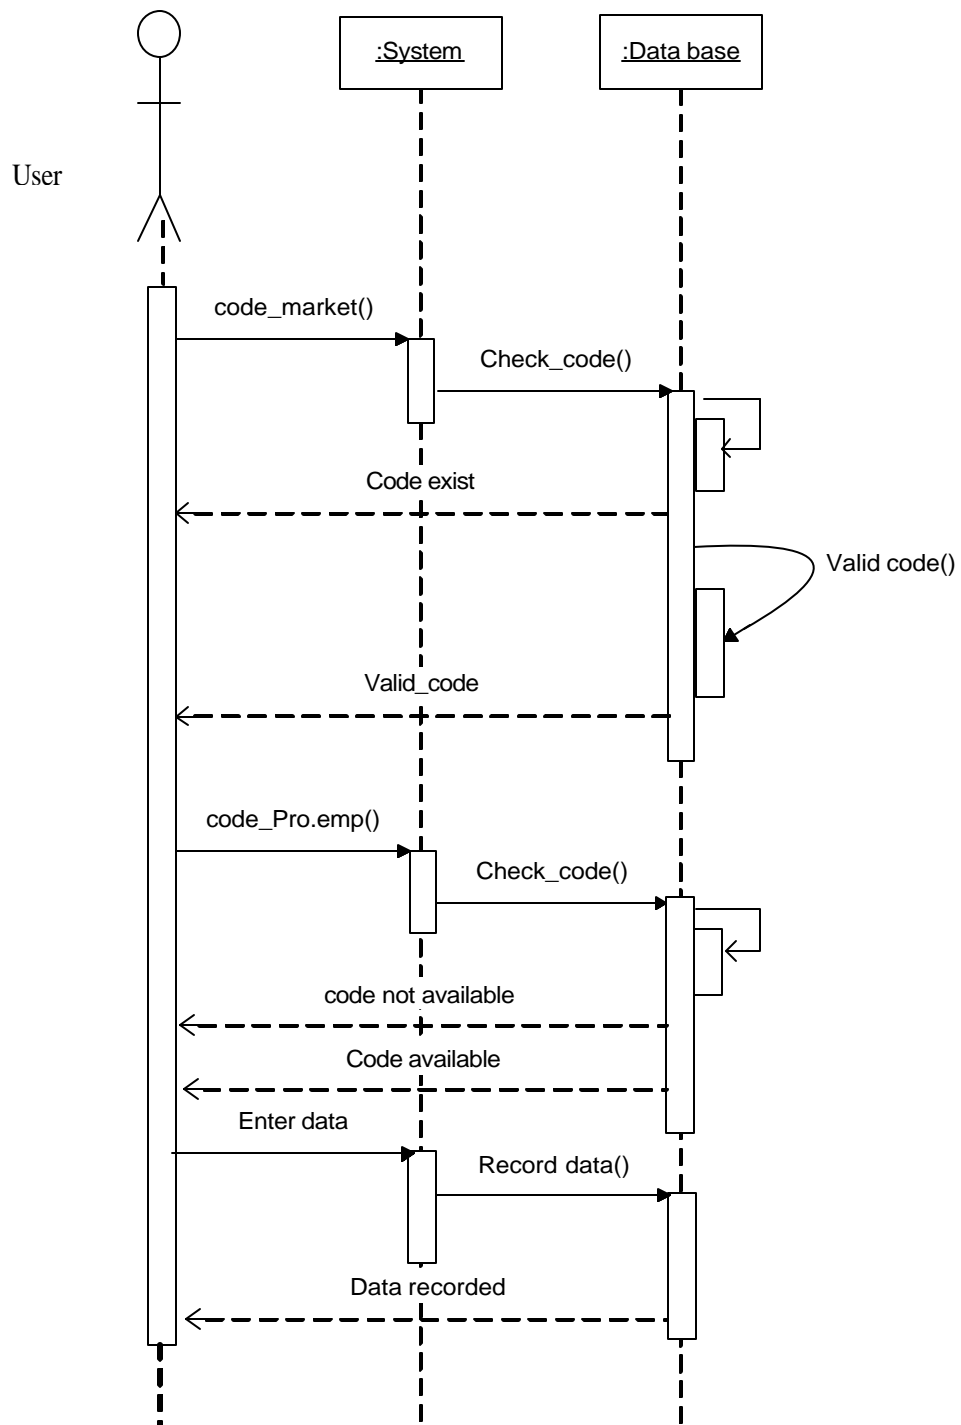 :System
:Data base
User
code_market()
Check_code()
Code exist
Valid code()
Valid_code
code_Pro.emp()
Check_code()
code not available
Code available
Enter data
Record data()
Data recorded